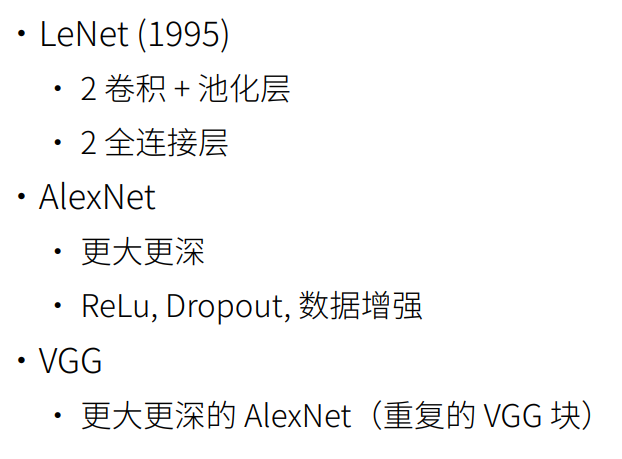 • LeNet (1995)
• 2 卷积 + 池化层
• 2 全连接层
• AlexNet
• 更大更深
• ReLu, Dropout, 数据增强
• VGG
• 更大更深的 AlexNet（重复的 VGG 块）